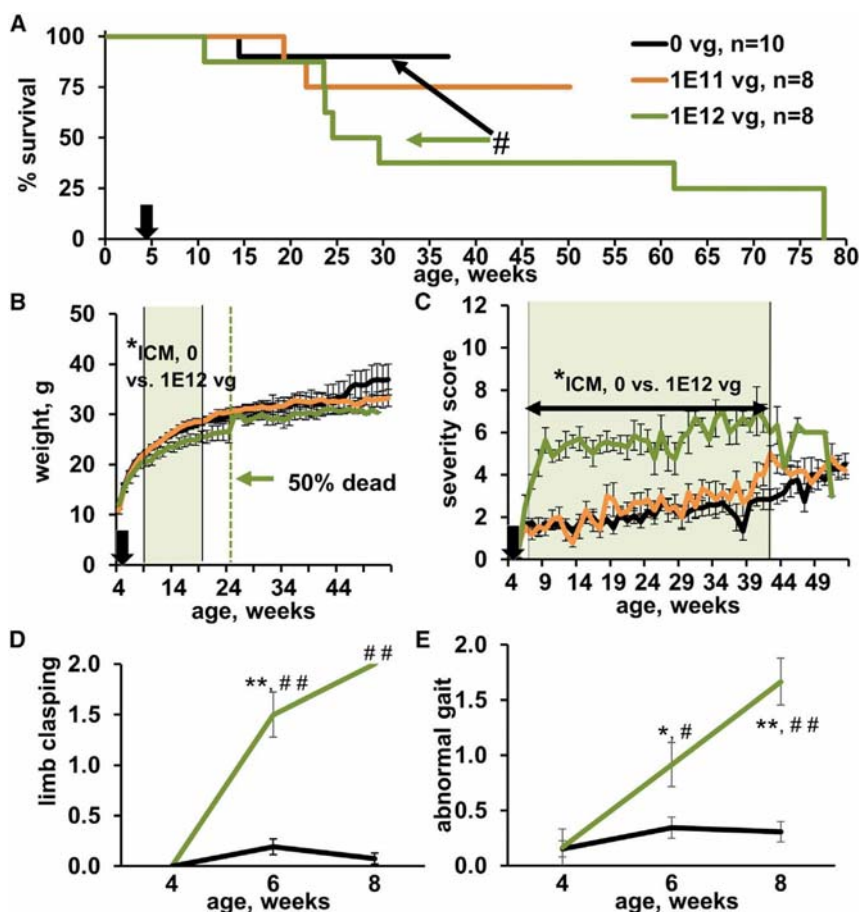 A
100
75
50
25
0
% survival
0 vg, n=10
1E11 vg, n=8
1E12 vg, n=8
#
0 5 10 15 20 25 30 35 40 45 50 55 60 65 70 75 80
age, weeks
B
50
40
30
20
10
0
weight, g
*ICM, 0
vs. 1E12 vg
50% dead
4 14 24 34 44
age, weeks
C
12
10
8
6
4
2
0
severity score
*ICM, 0 vs. 1E12 vg
4 9 14 19 24 29 34 39 44 49
age, weeks
D
2.0
1.5
1.0
0.5
0.0
limb clasping
**, # #
# #
4 6 8
age, weeks
E
2.0
1.5
1.0
0.5
0.0
abnormal gait
*, #
**, # #
4 6 8
age, weeks